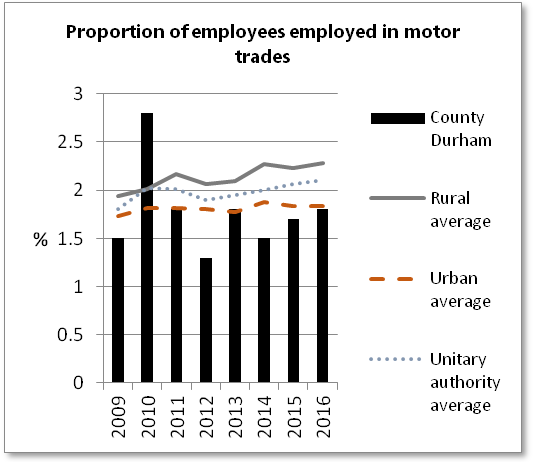 Proportion of employees employed in motor
trades
3
2.5
2
1.5
1
0.5
0
%
2009
2010
2011
2012
2013
2014
2015
2016
County
Durham
Rural
average
Urban
average
Unitary
authority
average